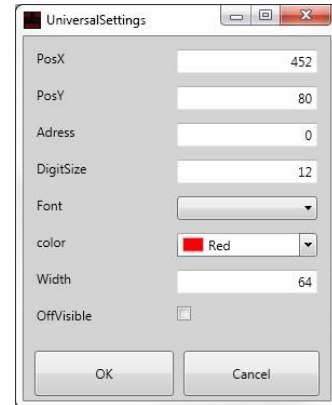 UniversalSettings
PosX 452
PosY 80
Adress 0
DigitSize 12
Font
color Red
Width 64
OffVisible
OK Cancel